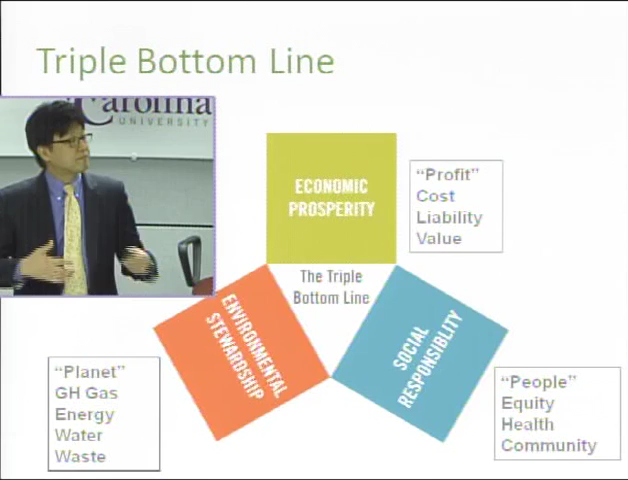 Triple Bottom Line
Carolina
UNIVERSITY
ECONOMIC
PROSPERITY
"Profit"
Cost
Liability
Value
The Triple
Bottom Line
ENVIRONMENTAL
STEWARDSHIP
SOCIAL
RESPONSIBLITY
"Planet"
GH Gas
Energy
Water
Waste
"People"
Equity
Health
Community